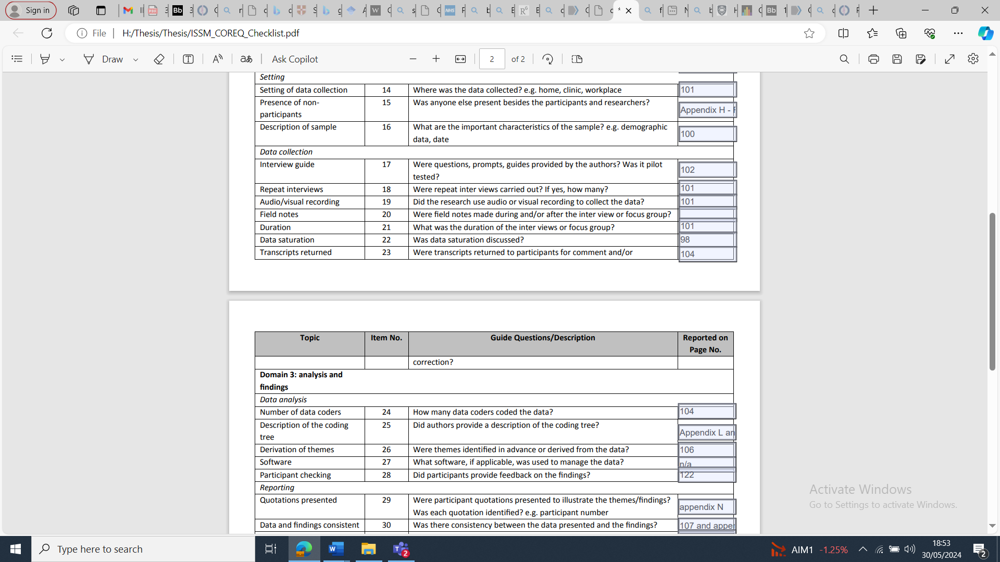 Sign in
File
H:/Thesis/Thesis/ISSM_COREQ_Checklist.pdf
Draw
Ask Copilot
2 of 2
Setting
Setting of data collection 14 Where was the data collected? e.g. home, clinic, workplace 101
Presence of non- 15 Was anyone else present besides the participants and researchers? Appendix H -
participants
Description of sample 16 What are the important characteristics of the sample? e.g. demographic 100
data, date
Data collection
Interview guide 17 Were questions, prompts, guides provided by the authors? Was it pilot 102
tested?
Repeat interviews 18 Were repeat inter views carried out? If yes, how many? 101
Audio/visual recording 19 Did the research use audio or visual recording to collect the data? 101
Field notes 20 Were field notes made during and/or after the inter view or focus group?
Duration 21 What was the duration of the inter views or focus group? 101
Data saturation 22 Was data saturation discussed? 98
Transcripts returned 23 Were transcripts returned to participants for comment and/or 104
Topic Item No. Guide Questions/Description Reported on
Page No.
correction?
Domain 3: analysis and
findings
Data analysis
Number of data coders 24 How many data coders coded the data? 104
Description of the coding 25 Did authors provide a description of the coding tree? Appendix L an
tree
Derivation of themes 26 Were themes identified in advance or derived from the data? 106
Software 27 What software, if applicable, was used to manage the data? n/a
Participant checking 28 Did participants provide feedback on the findings? 122
Reporting
Quotations presented 29 Were participant quotations presented to illustrate the themes/findings? appendix N
Was each quotation identified? e.g. participant number
Data and findings consistent 30 Was there consistency between the data presented and the findings? 107 and appe
Activate Windows
Go to Settings to activate Windows.
Type here to search
AIM1 -1.25%
18:53
30/05/2024
2